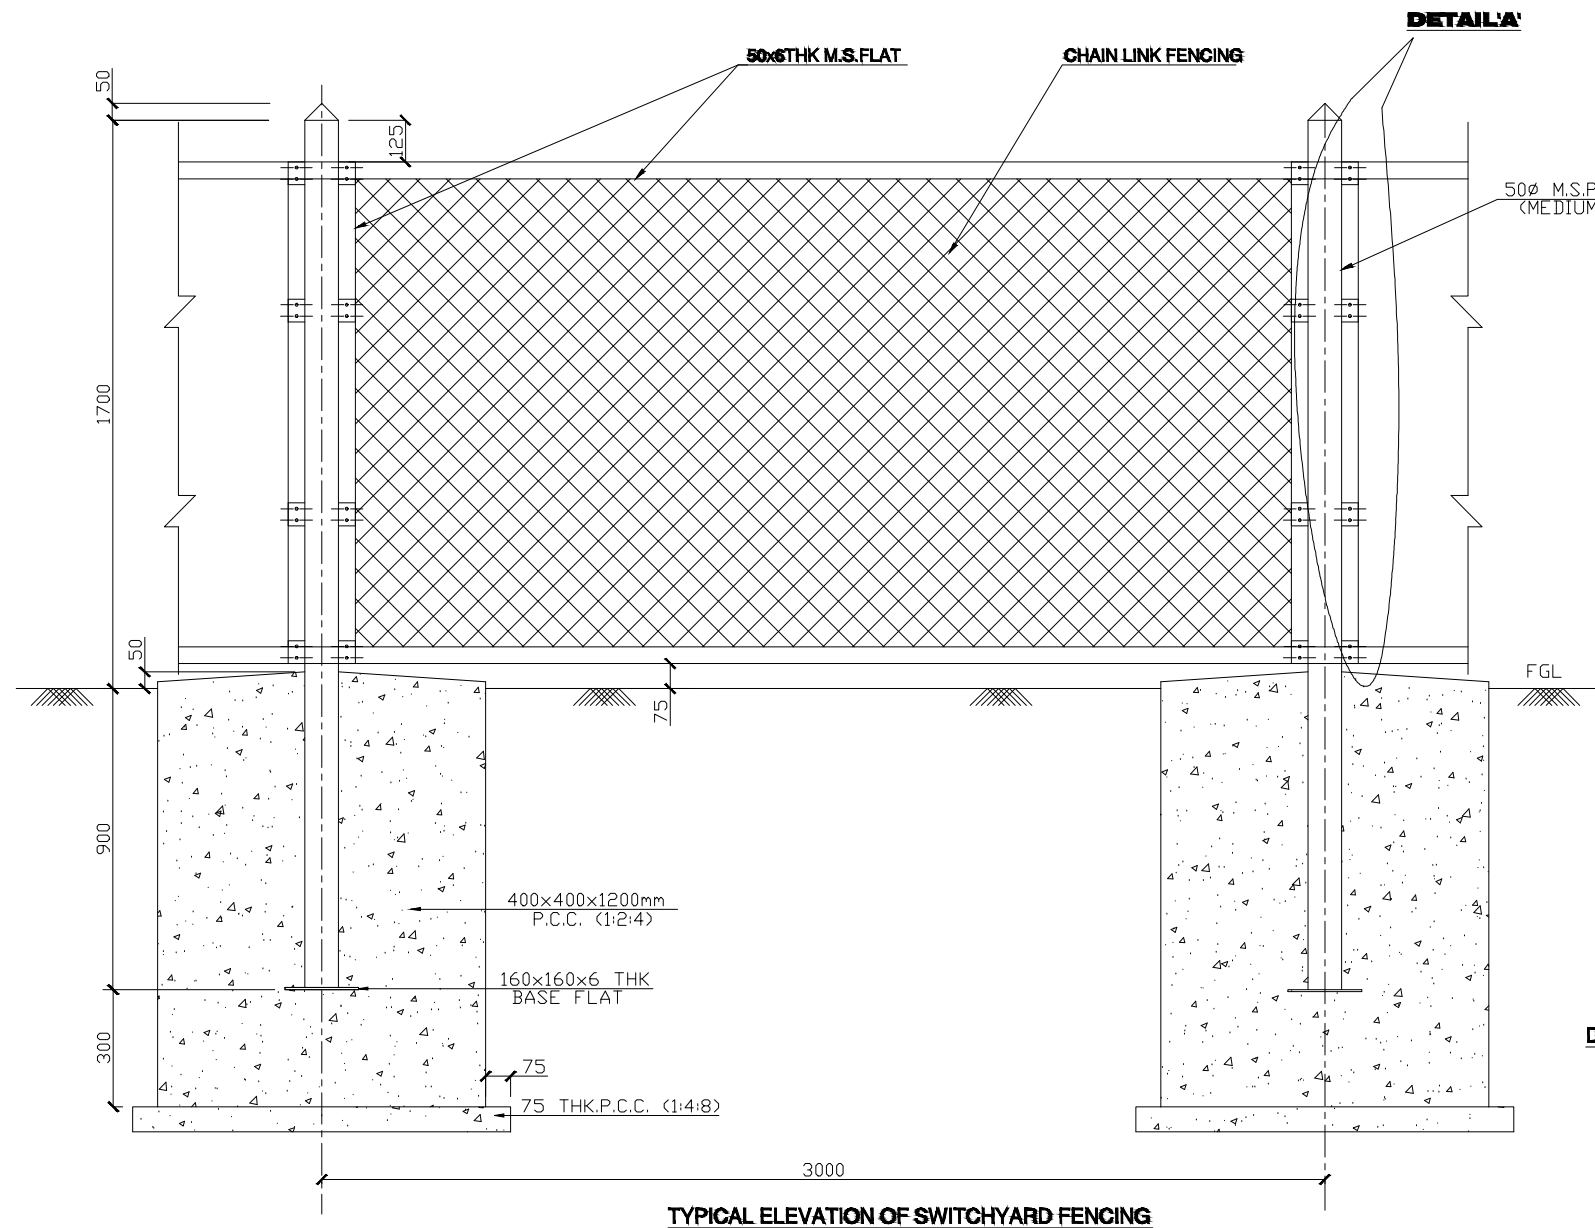 DETAIL'A'
50x6THK M.S.FLAT
CHAIN LINK FENCING
50
125
50Ø M.S.P
(MEDIUM
1700
50
75
FGL
900
400x400x1200mm
P.C.C. (1:2:4)
160x160x6 THK
BASE FLAT
300
75
75 THK.P.C.C. (1:4:8)
3000
TYPICAL ELEVATION OF SWITCHYARD FENCING